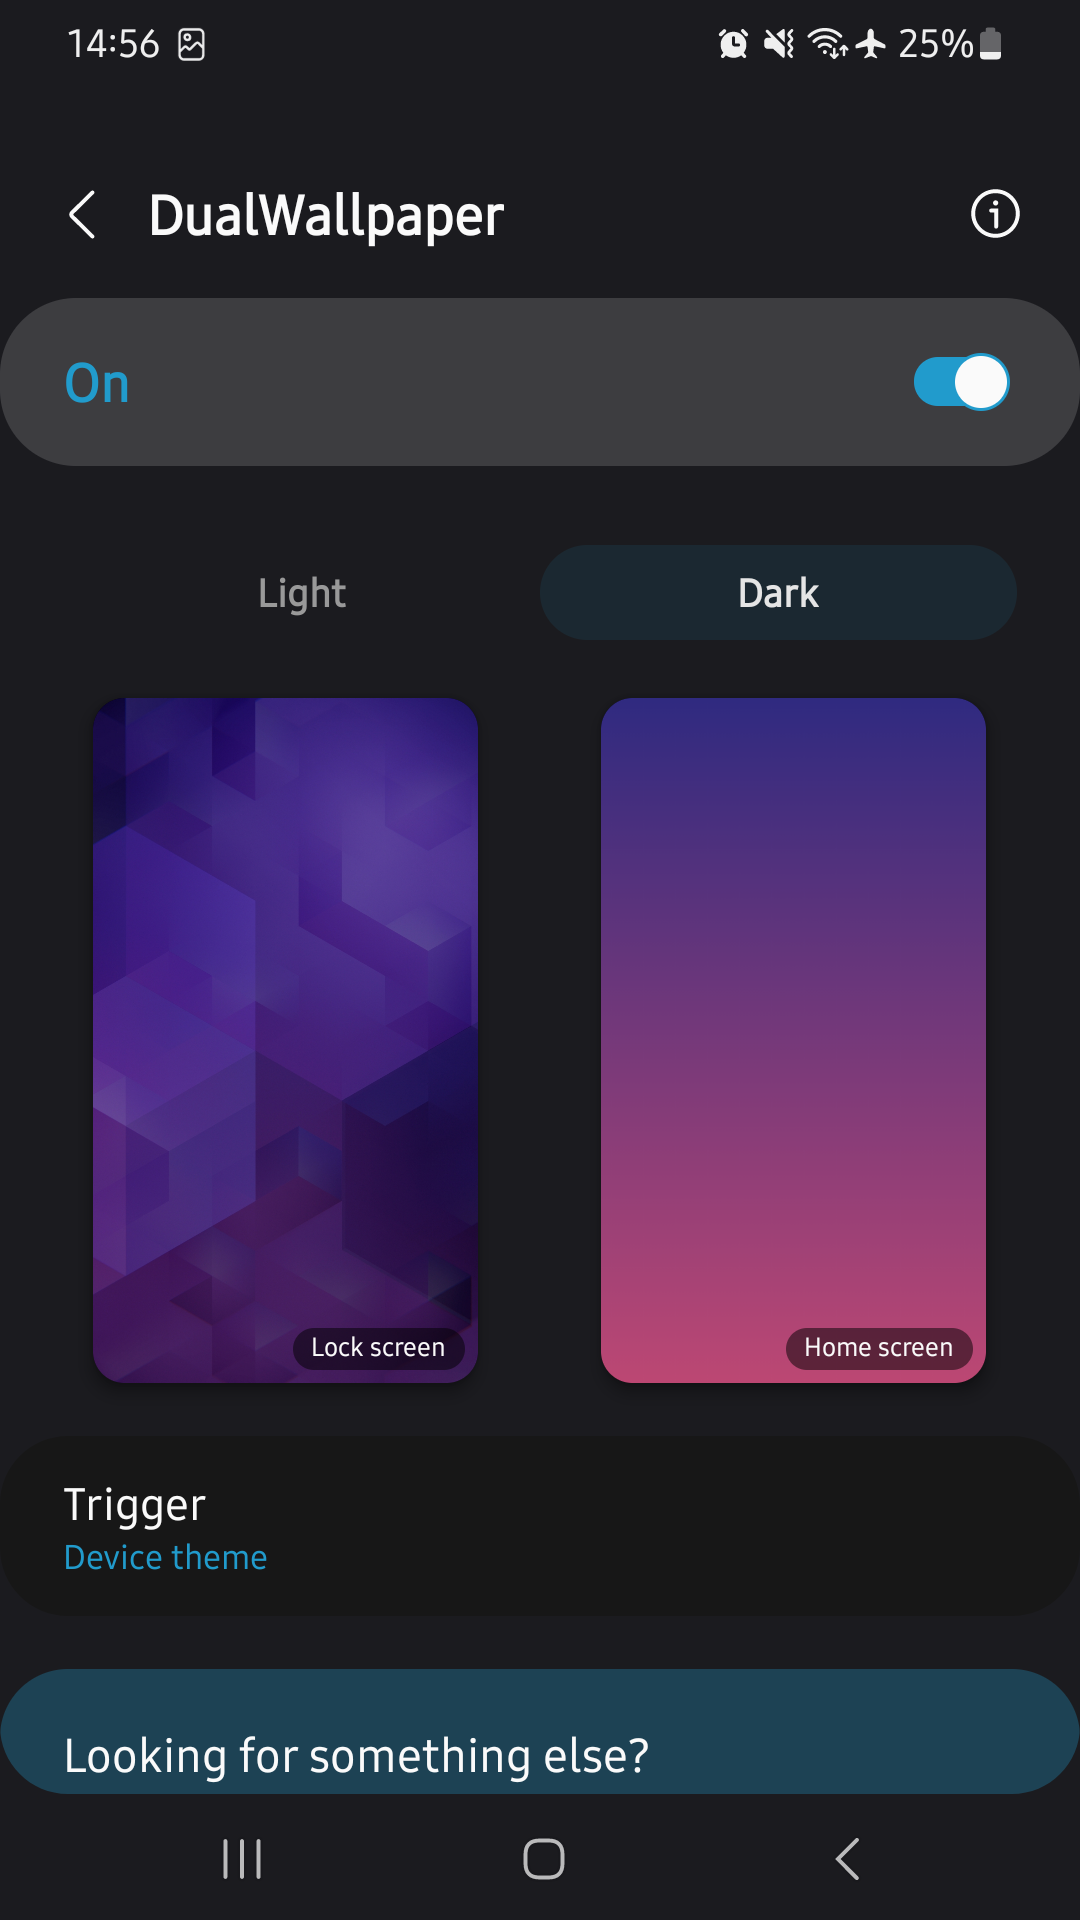 14:56 25%
DualWallpaper
On
Light Dark
Lock screen Home screen
Trigger
Device theme
Looking for something else?